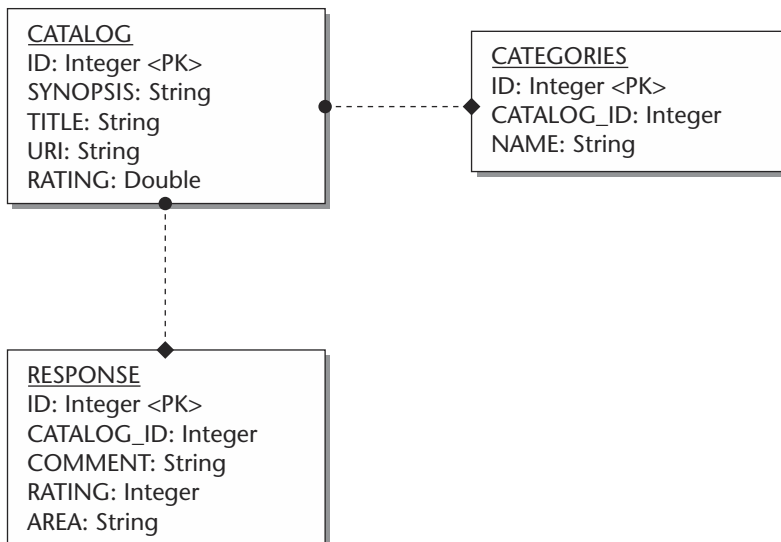 CATALOG
ID: Integer <PK>
SYNOPSIS: String
TITLE: String
URI: String
RATING: Double
CATEGORIES
ID: Integer <PK>
CATALOG_ID: Integer
NAME: String
RESPONSE
ID: Integer <PK>
CATALOG_ID: Integer
COMMENT: String
RATING: Integer
AREA: String